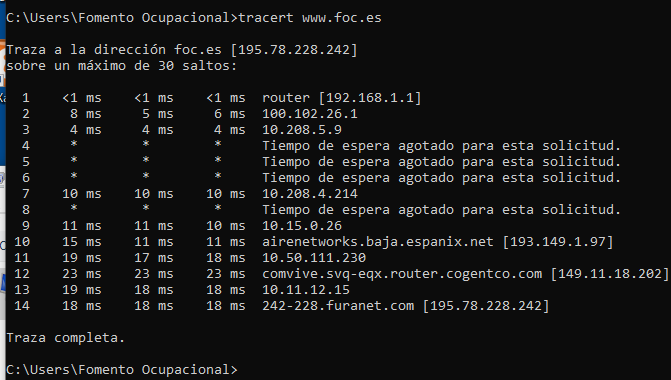 C:\Users\Fomento Ocupacional>tracert www.foc.es
Traza a la dirección foc.es [195.78.228.242]
sobre un máximo de 30 saltos:
1 <1 ms <1 ms <1 ms router [192.168.1.1]
2 8 ms 5 ms 6 ms 100.102.26.1
3 4 ms 4 ms 4 ms 10.208.5.9
4 * * * Tiempo de espera agotado para esta solicitud.
5 * * * Tiempo de espera agotado para esta solicitud.
6 * * * Tiempo de espera agotado para esta solicitud.
7 10 ms 10 ms 10 ms 10.208.4.214
8 * * * Tiempo de espera agotado para esta solicitud.
9 11 ms 11 ms 10 ms 10.15.0.26
10 15 ms 11 ms 11 ms airenetworks.baja.espanix.net [193.149.1.97]
11 19 ms 17 ms 18 ms 10.50.111.230
12 23 ms 23 ms 23 ms comvive.svq-eqx.router.cogentco.com [149.11.18.202]
13 19 ms 18 ms 18 ms 10.11.12.15
14 18 ms 18 ms 18 ms 242-228.furanet.com [195.78.228.242]
Traza completa.
C:\Users\Fomento Ocupacional>